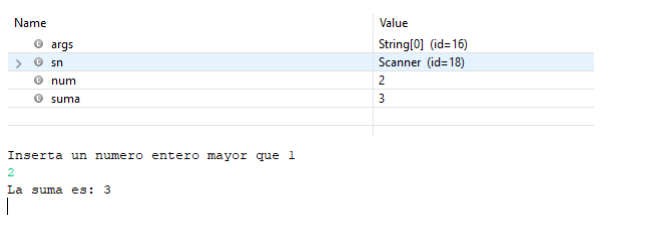 Name Value
args String[0] (id=16)
sn Scanner (id=18)
num 2
suma 3
Inserta un numero entero mayor que 1
2
La suma es: 3